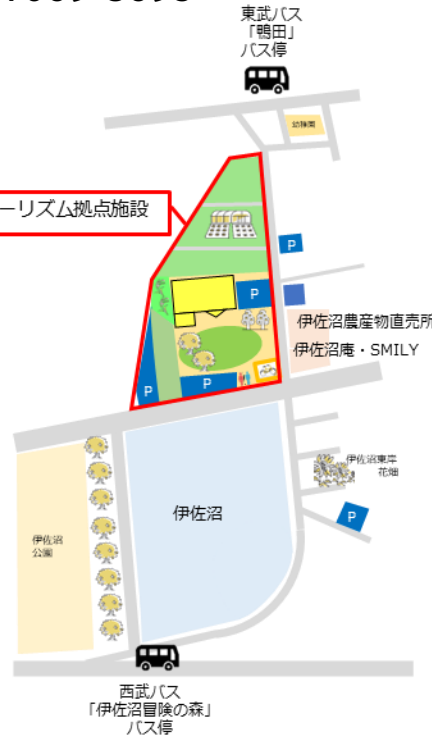 東武バス
「鴨田」
バス停
幼稚園
ーリズム拠点施設
P
P
伊佐沼農産物直売所
伊佐沼庵・SMILY
P
P
伊佐沼東岸
花畑
伊佐沼
P
伊佐沼
公園
西武バス
「伊佐沼冒険の森」
バス停